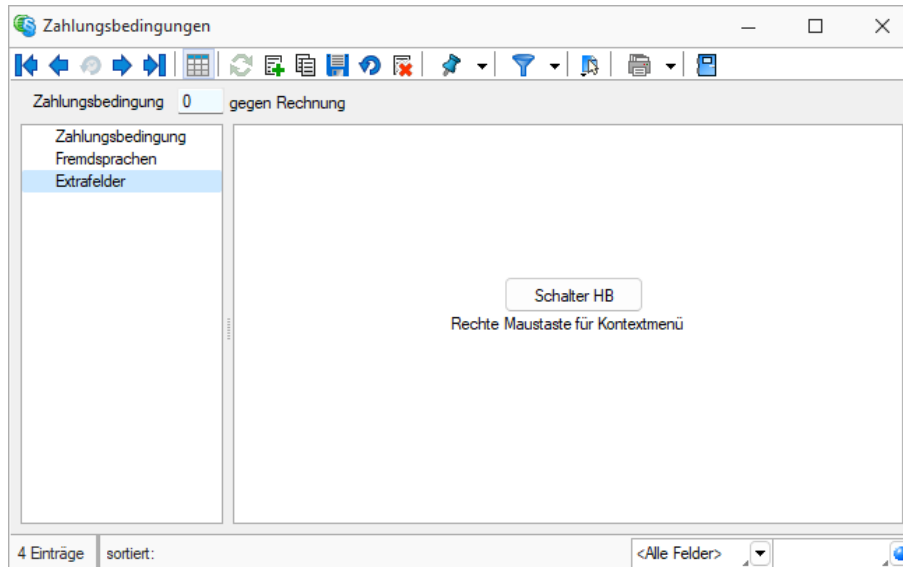 Zahlungsbedingungen
Zahlungsbedingung 0 gegen Rechnung
Zahlungsbedingung
Fremdsprachen
Extrafelder
Schalter HB
Rechte Maustaste für Kontextmenü
4 Einträge sortiert: <Alle Felder>